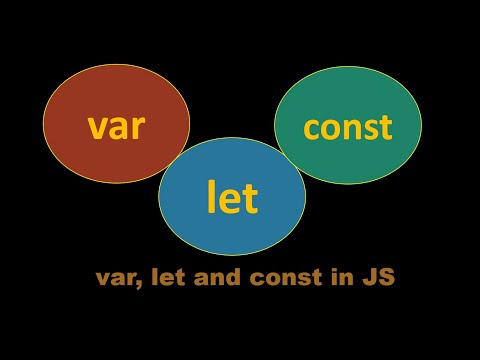 var
const
let
var, let and const in JS